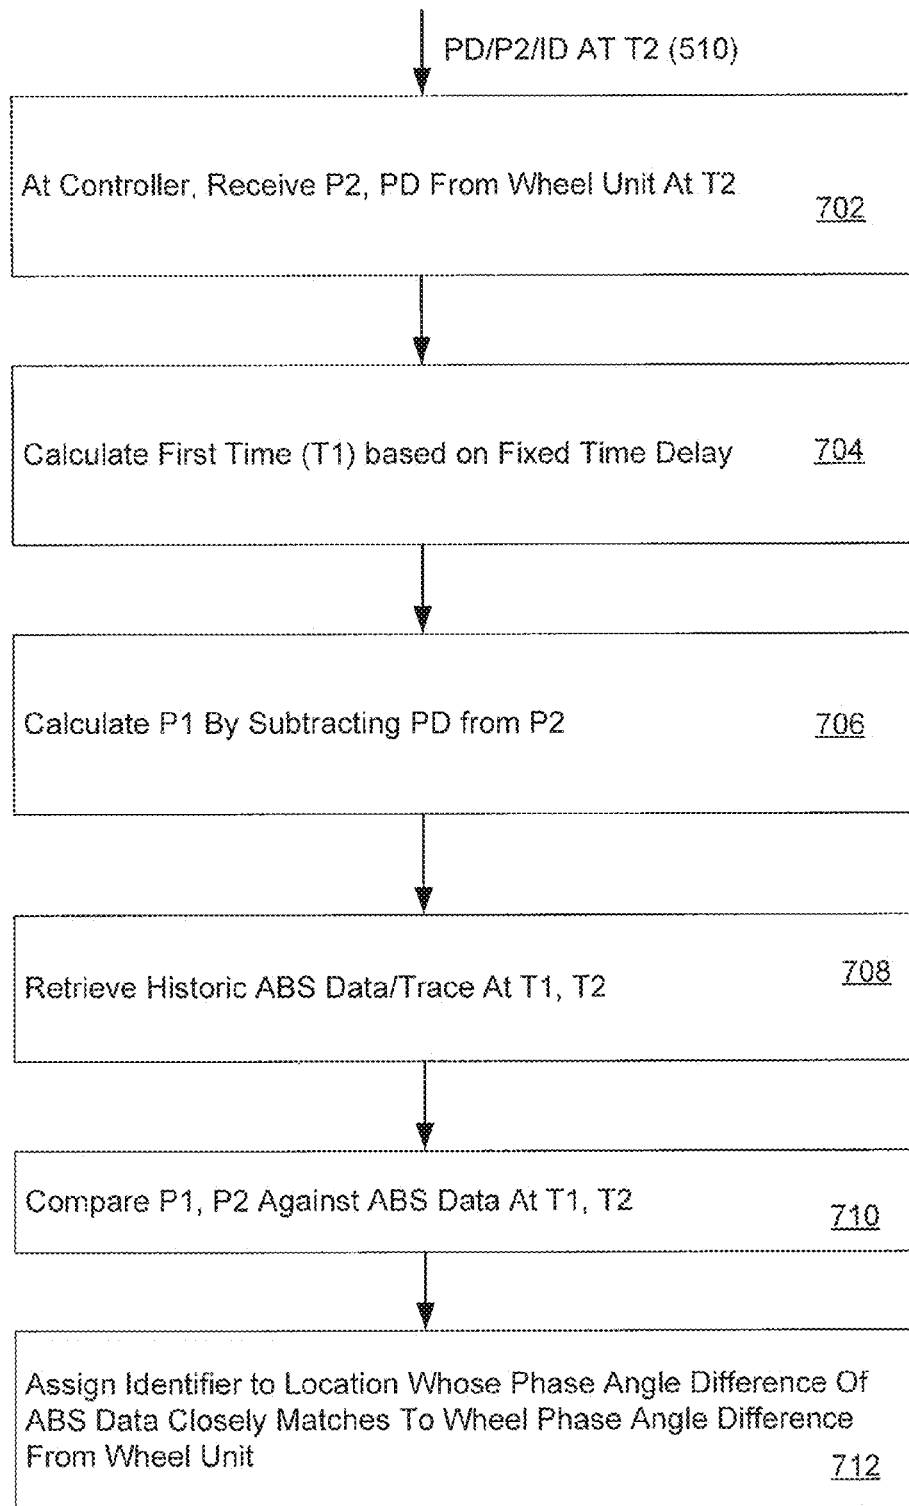 PD/P2/ID AT T2 (510)
At Controller, Receive P2, PD From Wheel Unit At T2
702
Calculate First Time (T1) based on Fixed Time Delay
704
Calculate P1 By Subtracting PD from P2
706
Retrieve Historic ABS Data/Trace At T1, T2
708
Compare P1, P2 Against ABS Data At T1, T2
710
Assign Identifier to Location Whose Phase Angle Difference Of
ABS Data Closely Matches To Wheel Phase Angle Difference
From Wheel Unit
712